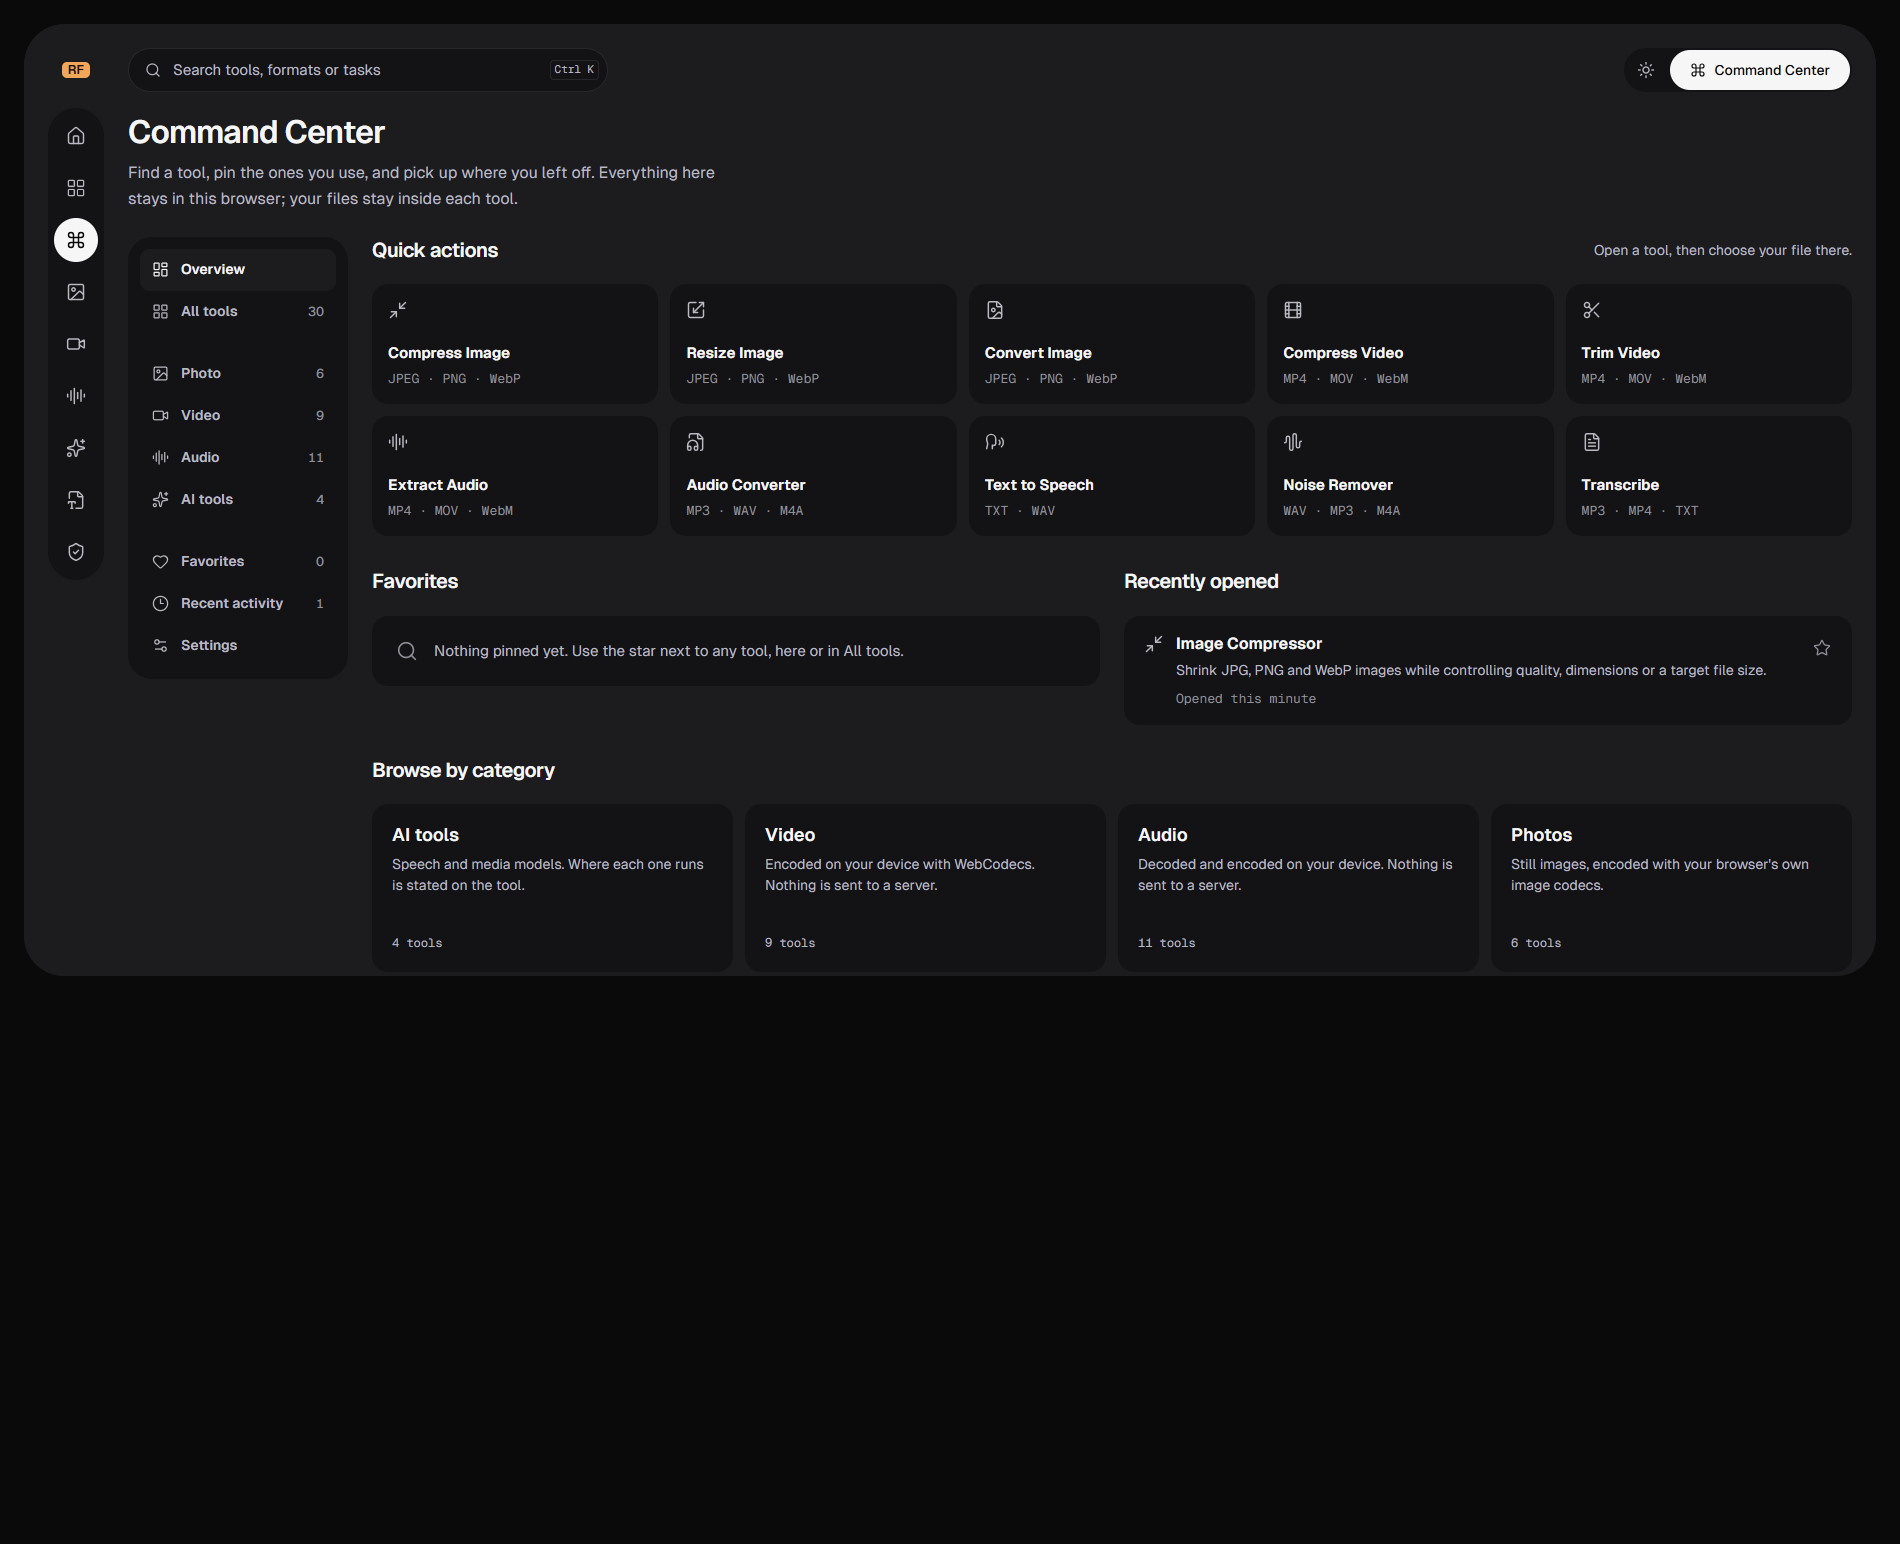 RF
Search tools, formats or tasks
Ctrl K
Command Center
Command Center
Find a tool, pin the ones you use, and pick up where you left off. Everything here
stays in this browser; your files stay inside each tool.
Overview
All tools 30
Photo 6
Video 9
Audio 11
AI tools 4
Favorites 0
Recent activity 1
Settings
Quick actions
Open a tool, then choose your file there.
Compress Image
JPEG · PNG · WebP
Resize Image
JPEG · PNG · WebP
Convert Image
JPEG · PNG · WebP
Compress Video
MP4 · MOV · WebM
Trim Video
MP4 · MOV · WebM
Extract Audio
MP4 · MOV · WebM
Audio Converter
MP3 · WAV · M4A
Text to Speech
TXT · WAV
Noise Remover
WAV · MP3 · M4A
Transcribe
MP3 · MP4 · TXT
Favorites
Nothing pinned yet. Use the star next to any tool, here or in All tools.
Recently opened
Image Compressor
Shrink JPG, PNG and WebP images while controlling quality, dimensions or a target file size.
Opened this minute
Browse by category
AI tools
Speech and media models. Where each one runs
is stated on the tool.
4 tools
Video
Encoded on your device with WebCodecs.
Nothing is sent to a server.
9 tools
Audio
Decoded and encoded on your device. Nothing is
sent to a server.
11 tools
Photos
Still images, encoded with your browser's own
image codecs.
6 tools